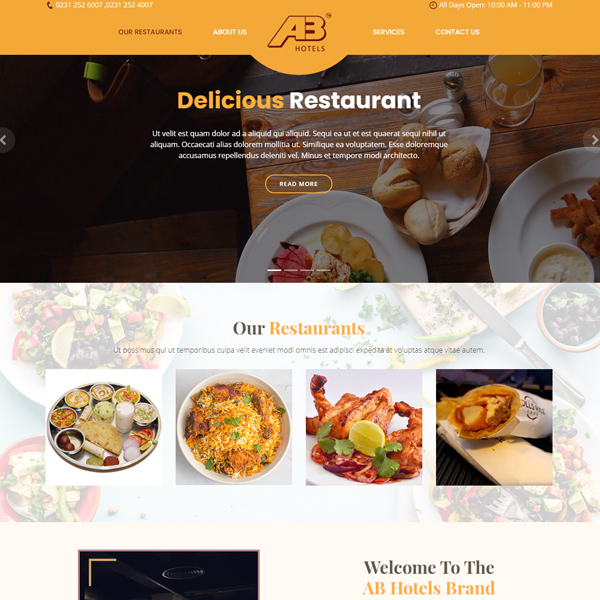 0231 252 6007 ,0231 252 4007
All Days Open: 10:00 AM - 11:00 PM
OUR RESTAURANTS
ABOUT US
AB
HOTELS
SERVICES
CONTACT US
Delicious Restaurant
Ut velit est quam dolor ad a aliquid qui aliquid. Sequi ea ut et est quaerat sequi nihil ut
aliquam. Occaecati alias dolorem mollitia ut. Similique ea voluptatem. Esse doloremque
accusamus repellendus deleniti vel. Minus et tempore modi architecto.
READ MORE
Our Restaurants
Ut possimus qui ut temporibus culpa velit eveniet modi omnis est adipisci expedita at voluptas atque vitae autem.
Welcome To The
AB Hotels Brand